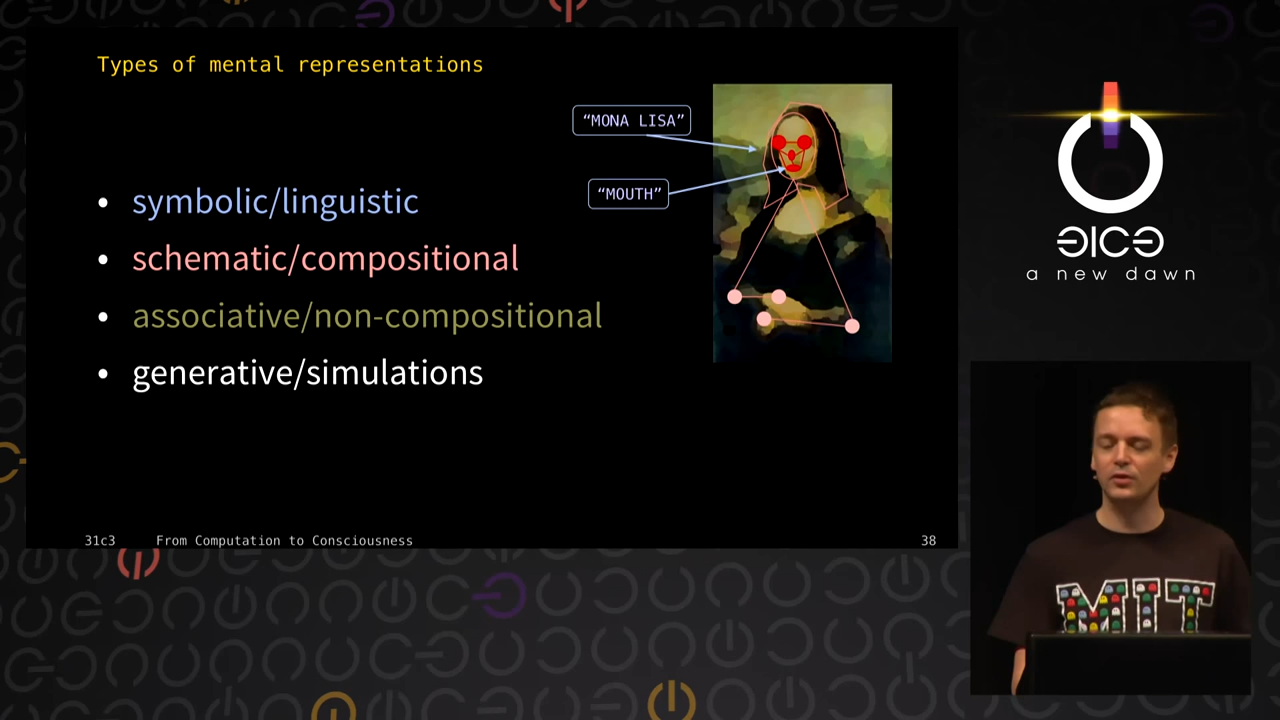 Types of mental representations
“MONA LISA”
“MOUTH”
• symbolic/linguistic
• schematic/compositional
• associative/non-compositional
• generative/simulations
31c3 From Computation to Consciousness 38
a new dawn
MIT